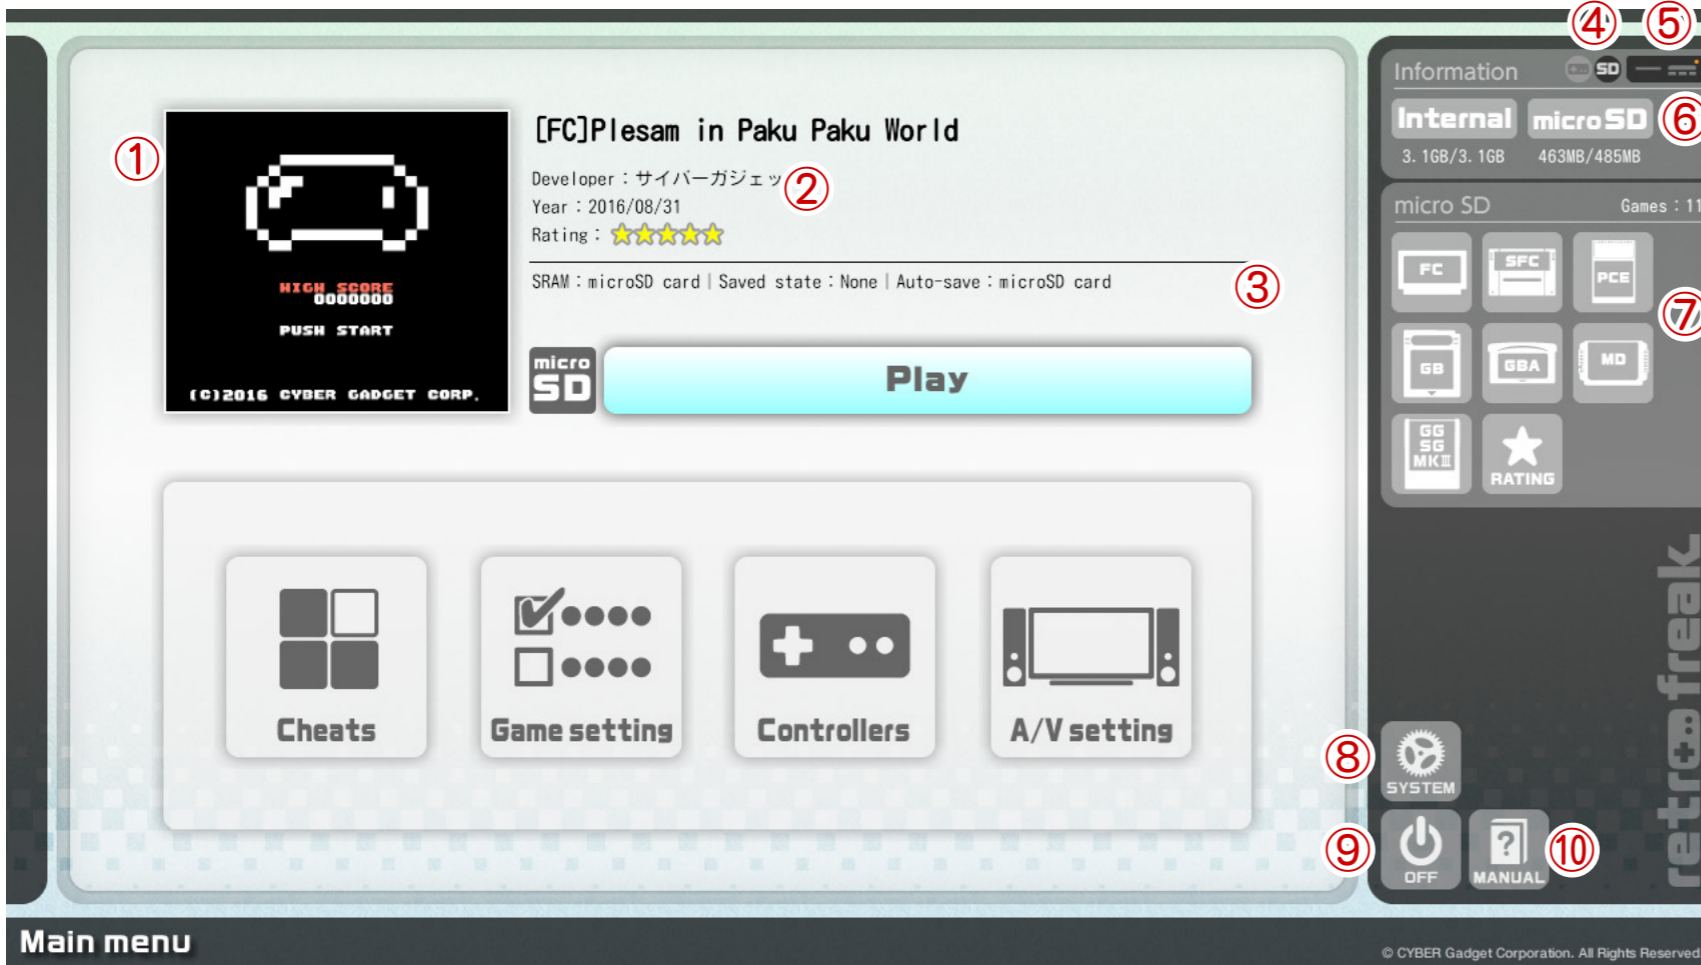 ④ ⑤
Information SD
①
[FC]Plesam in Paku Paku World
Internal microSD ⑥
3.1GB/3.1GB 463MB/485MB
Developer：サイバーガジェッ ②
Year：2016/08/31
Rating：
micro SD Games：11
SRAM：microSD card｜Saved state：None｜Auto-save：microSD card ③
FC SFC PCE
⑦
HIGH SCORE
0000000
PUSH START
(C)2016 CYBER GADGET CORP.
micro
SD
Play
GB GBA MD
GG
SG
MKⅢ
RATING
Cheats Game setting Controllers A/V setting
retro freak
⑧ SYSTEM
⑨ OFF MANUAL ⑩
Main menu
© CYBER Gadget Corporation. All Rights Reserved